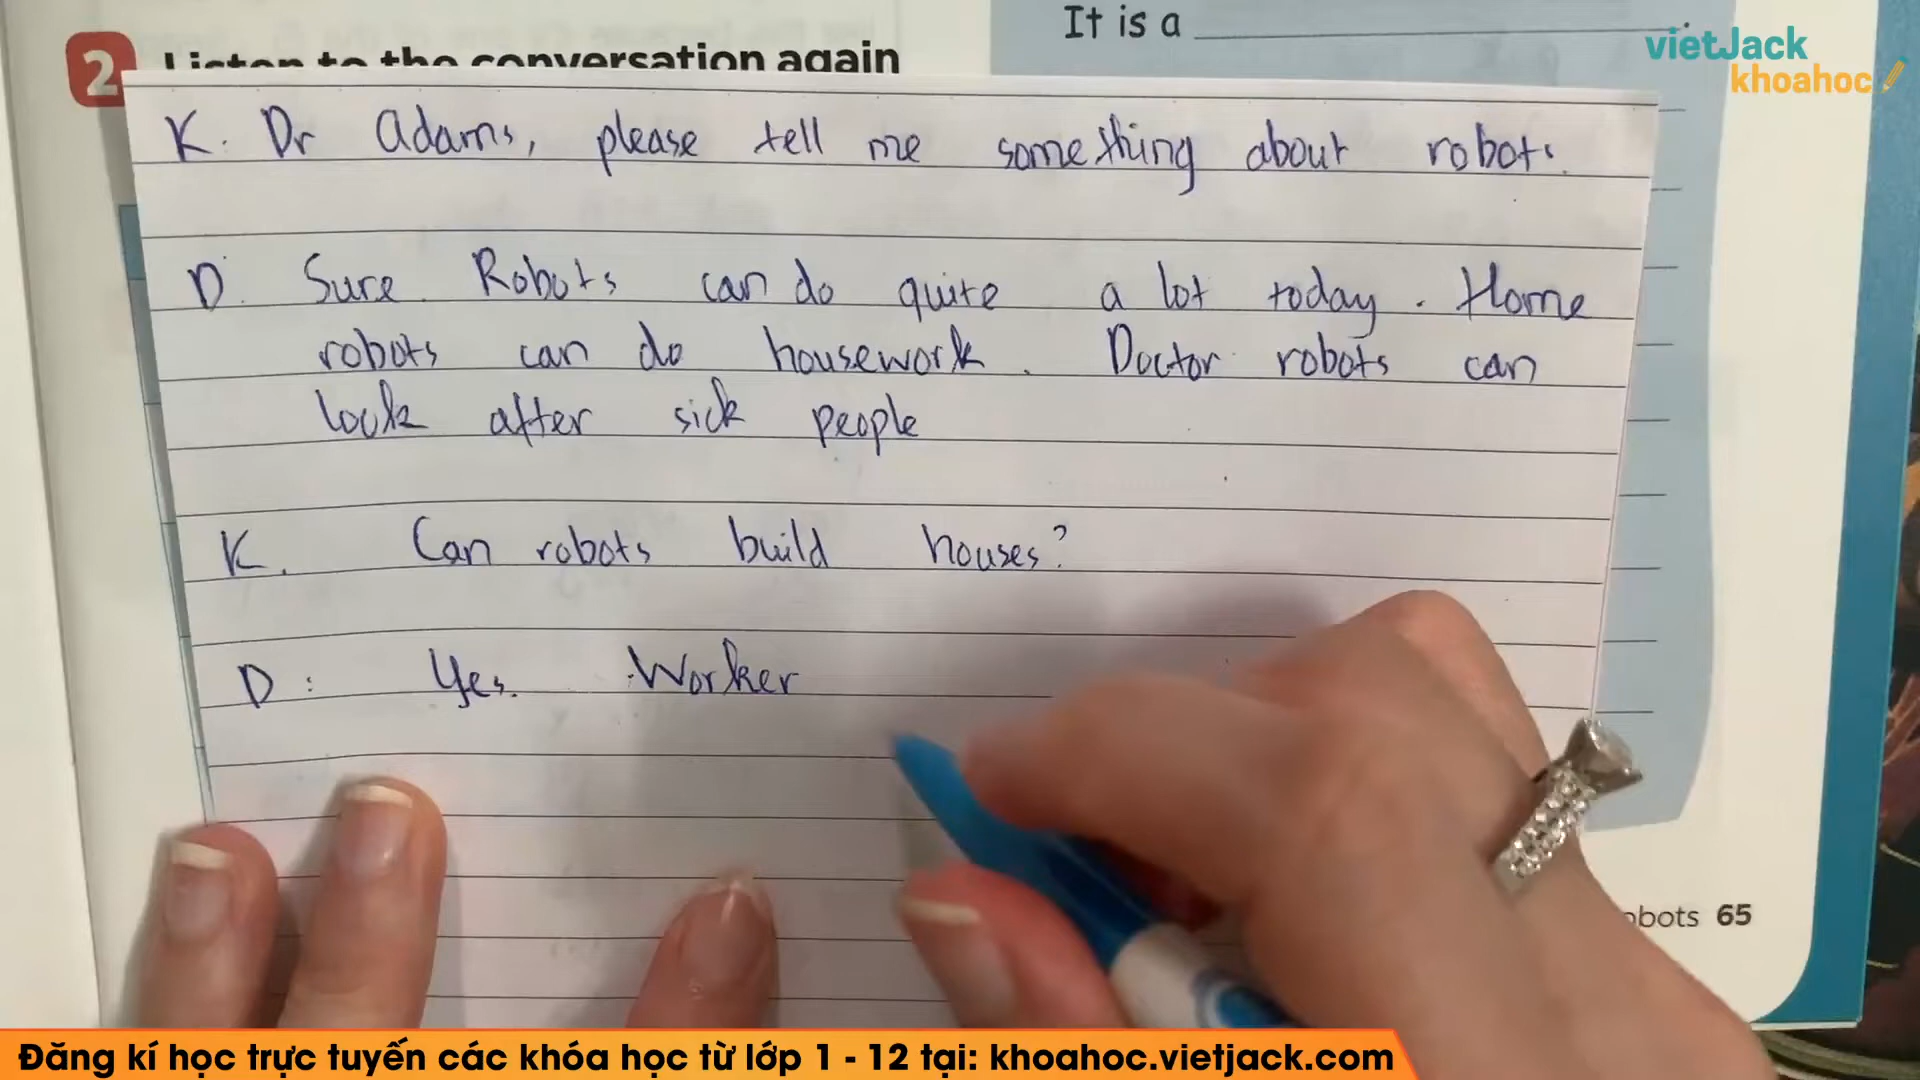 It is a
vietJack
khoahoc
2 Listen to the conversation again
K. Dr Adams, please tell me something about robots.
D. Sure. Robots can do quite a lot today. Home
robots can do housework. Doctor robots can
look after sick people
K. Can robots build houses?
D: Yes. Worker
obots 65
Đăng kí học trực tuyến các khóa học từ lớp 1 - 12 tại: khoahoc.vietjack.com